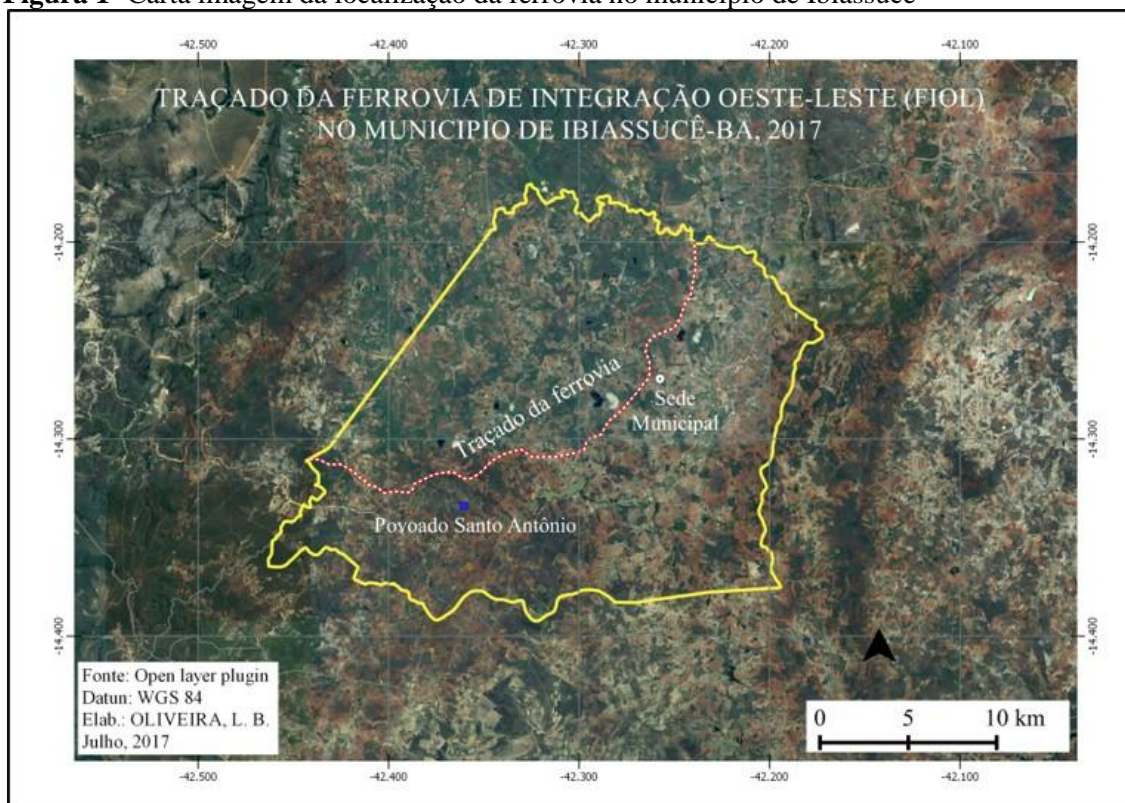 Figura 1- Carta imagem da localização da ferrovia no município de Ibiassucê
-42.500 -42.400 -42.300 -42.200 -42.100
TRAÇADO DA FERROVIA DE INTEGRAÇÃO OESTE-LESTE (FIOL)
NO MUNICIPIO DE IBIASSUCÊ-BA, 2017
-14.200 -14.200
Traçado da ferrovia
Sede
Municipal
-14.300 -14.300
Povoado Santo Antônio
-14.400 -14.400
Fonte: Open layer plugin
Datun: WGS 84
Elab.: OLIVEIRA, L. B.
Julho, 2017
0 5 10 km
-42.500 -42.400 -42.300 -42.200 -42.100